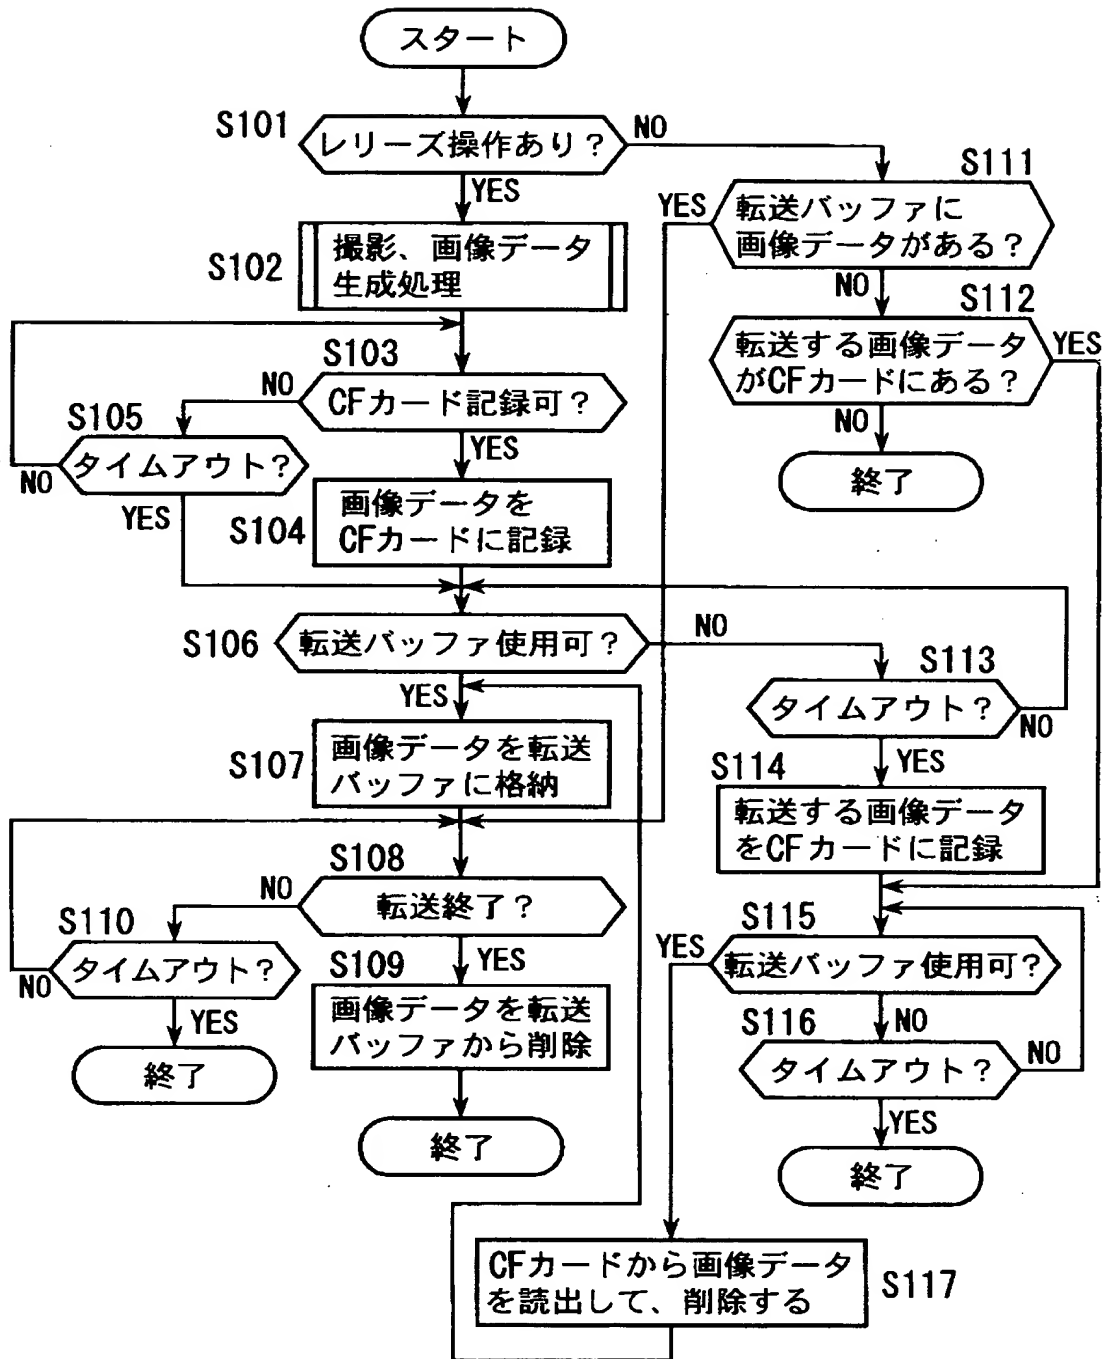 スタート
S101
レリーズ操作あり?
NO
YES
S111
YES
転送バッファに
画像データがある?
S102
撮影、画像データ
生成処理
NO
S112
転送する画像データ
がCFカードにある?
YES
NO
終了
S103
NO
CFカード記録可?
S105
タイムアウト?
NO
YES
YES
S104
画像データを
CFカードに記録
S106
転送バッファ使用可?
NO
YES
S113
タイムアウト?
NO
YES
S107
画像データを転送
バッファに格納
S114
転送する画像データ
をCFカードに記録
S108
NO
転送終了?
S110
タイムアウト?
NO
YES
終了
YES
S109
画像データを転送
バッファから削除
終了
S115
YES
転送バッファ使用可?
NO
S116
タイムアウト?
NO
YES
終了
CFカードから画像データ
を読出して、削除する
S117